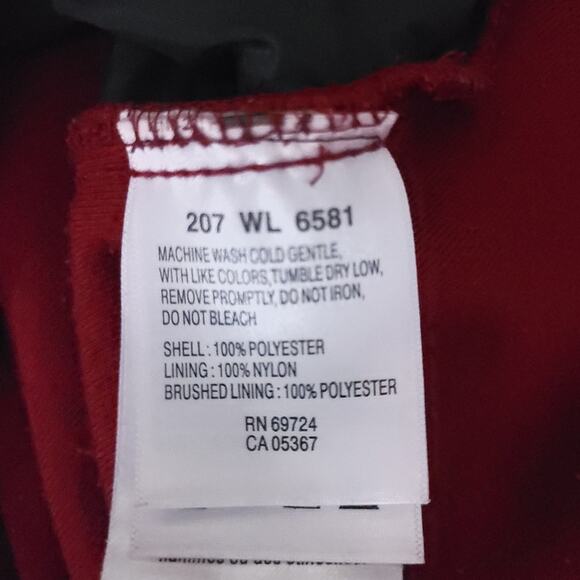 207 WL 6581
MACHINE WASH COLD GENTLE,
WITH LIKE COLORS,TUMBLE DRY LOW,
REMOVE PROMPTLY, DO NOT IRON,
DO NOT BLEACH
SHELL : 100% POLYESTER
LINING : 100% NYLON
BRUSHED LINING : 100% POLYESTER
RN 69724
CA 05367